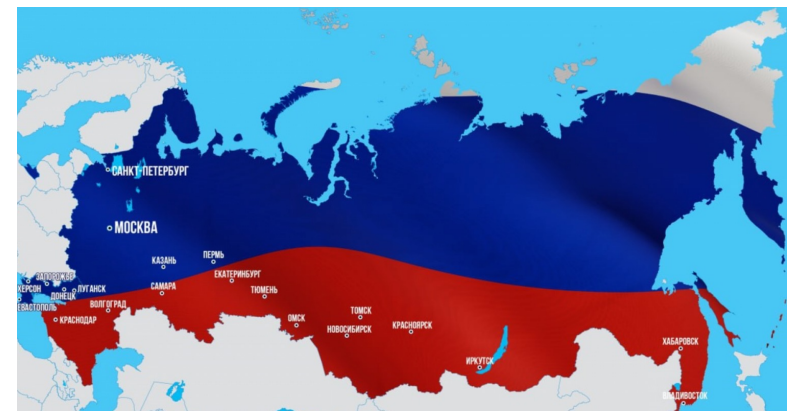 САНКТ-ПЕТЕРБУРГ
МОСКВА
ПЕРМЬ
КАЗАНЬ
ЕКАТЕРИНБУРГ
ЗАПОРОЖЬЕ
ХЕРСОН
ЛУГАНСК
САМАРА
ТЮМЕНЬ
ДОНЕЦК
ВОЛГОГРАД
ЕВАСТОПОЛЬ
КРАСНОДАР
ОМСК
ТОМСК
НОВОСИБИРСК
КРАСНОЯРСК
ИРКУТСК
ХАБАРОВСК
ВЛАДИВОСТОК